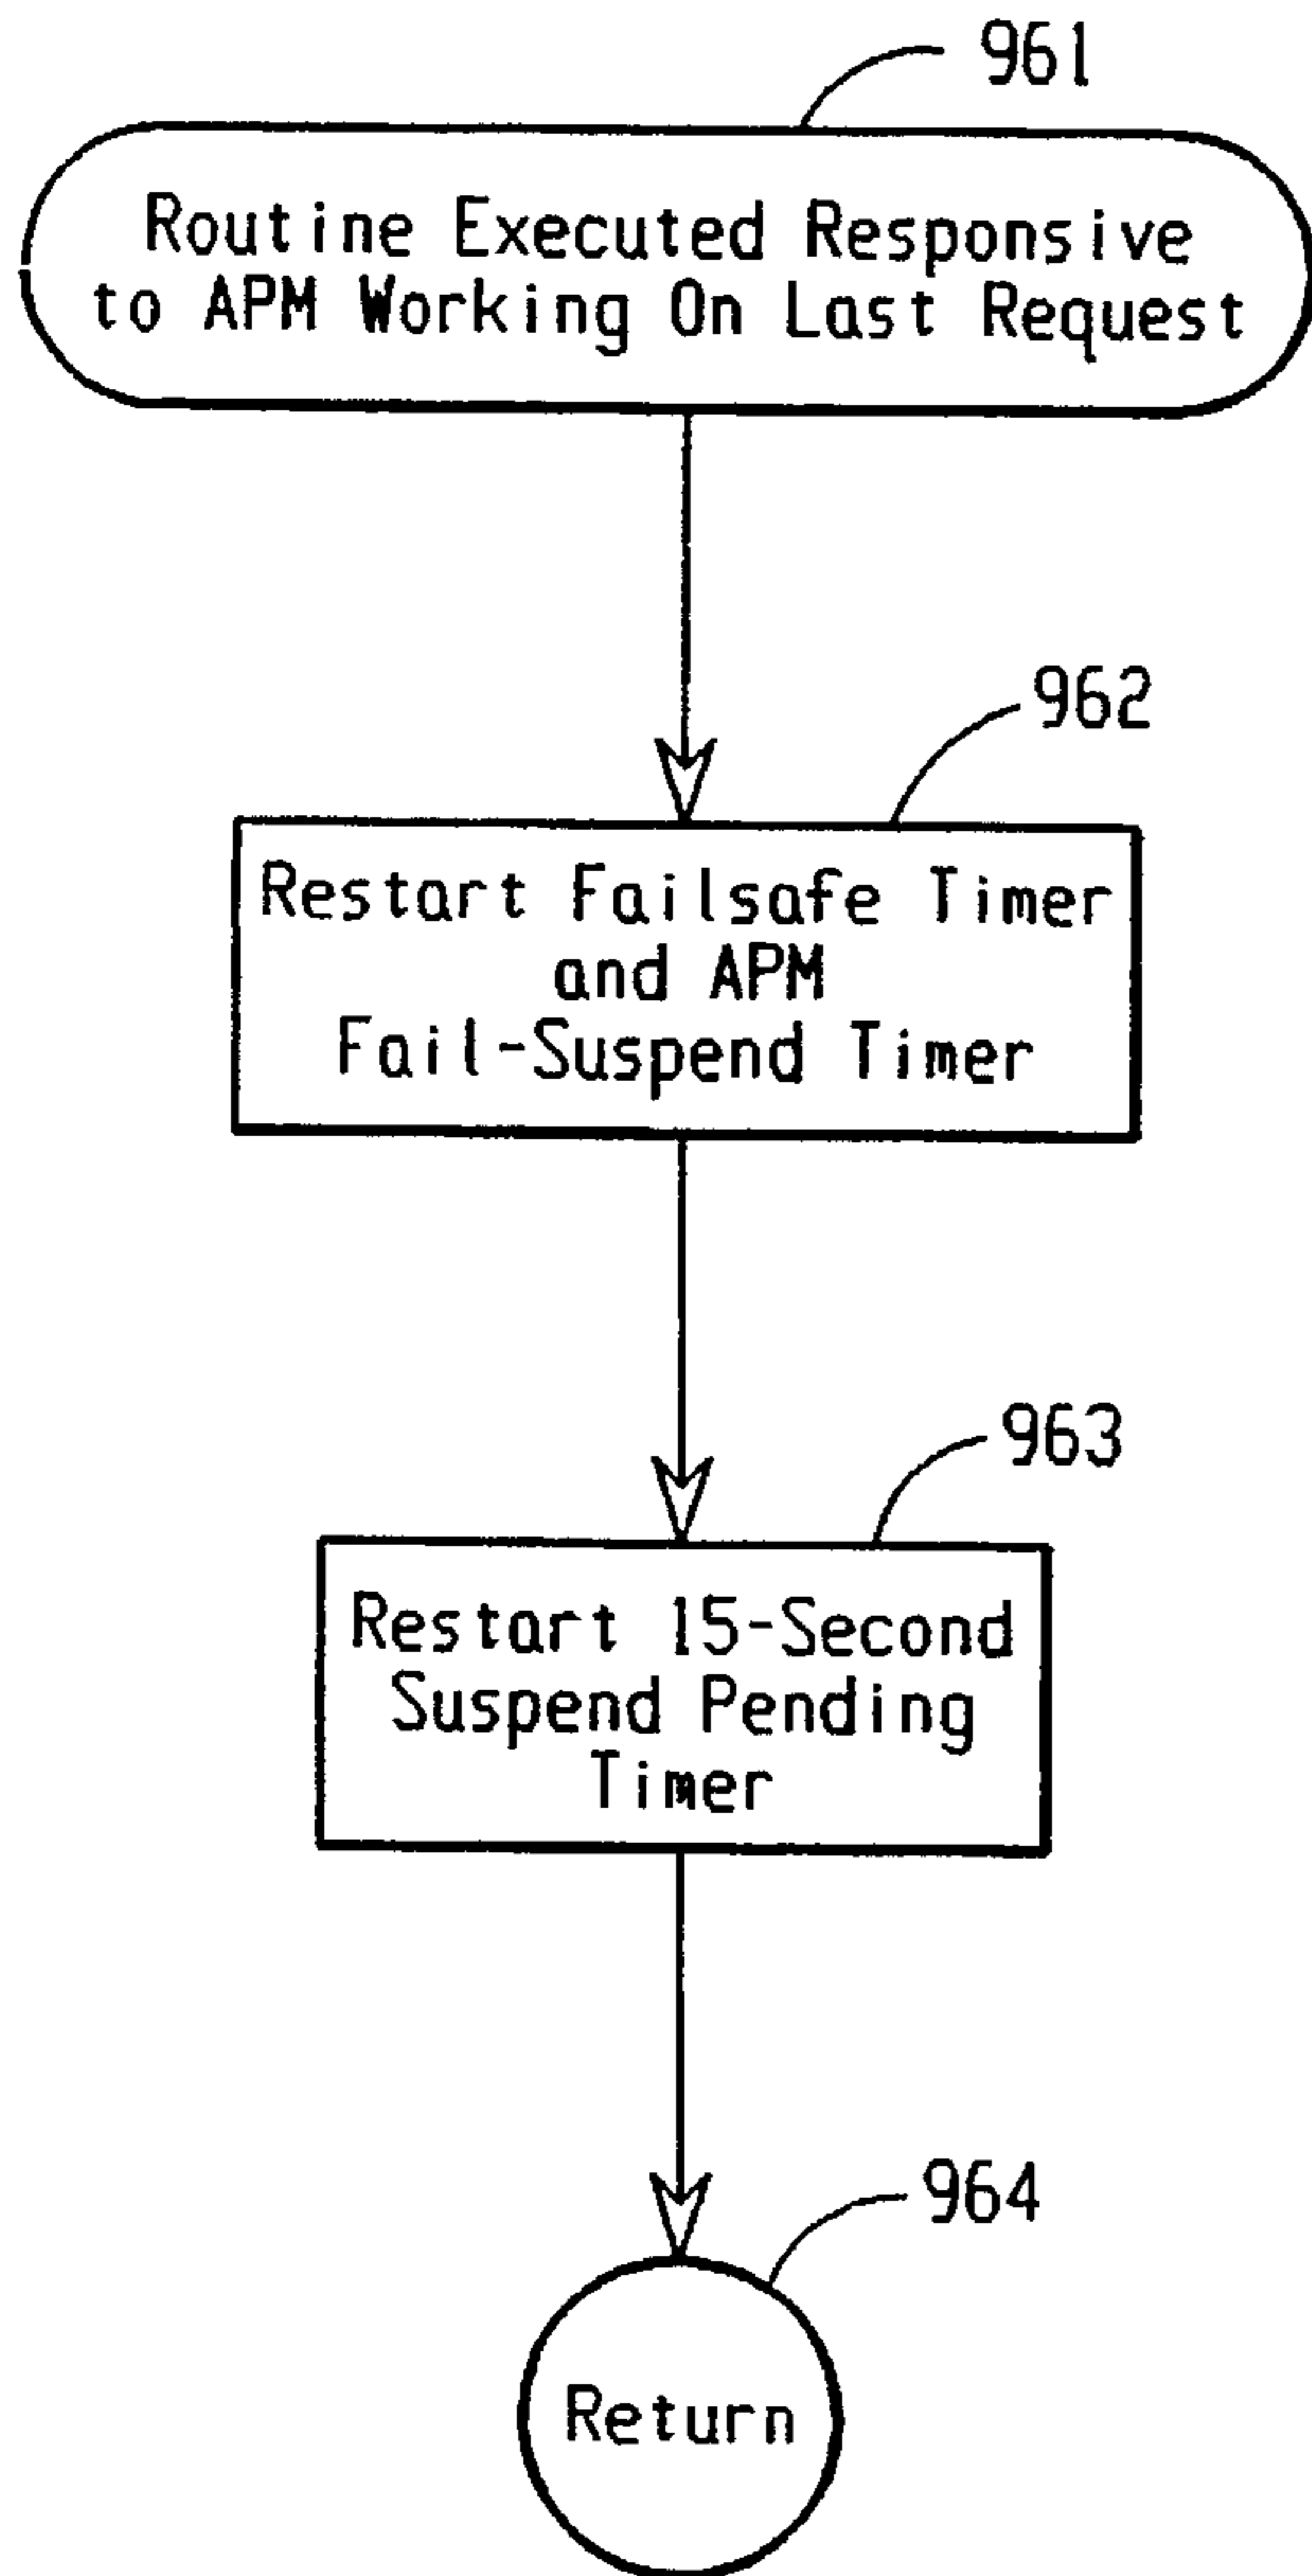 961
Routine Executed Responsive
to APM Working On Last Request
962
Restart Failsafe Timer
and APM
Fail-Suspend Timer
963
Restart 15-Second
Suspend Pending
Timer
964
Return